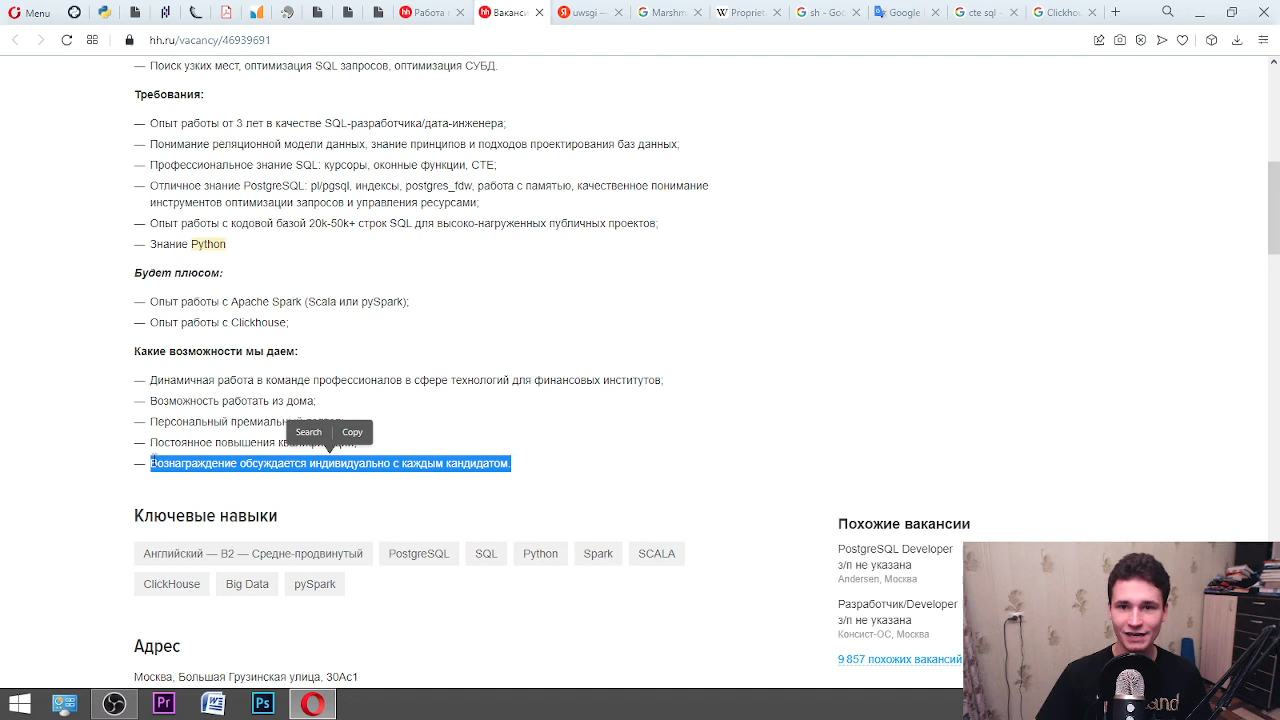 Menu
Работа
Ваканси
uwsgi —
Marshm
Propriet
sh - Goo
Google
cte sql -
Clickhou
hh.ru/vacancy/46939691
— Поиск узких мест, оптимизация SQL запросов, оптимизация СУБД.
Требования:
— Опыт работы от 3 лет в качестве SQL-разработчика/дата-инженера;
— Понимание реляционной модели данных, знание принципов и подходов проектирования баз данных;
— Профессиональное знание SQL: курсоры, оконные функции, CTE;
— Отличное знание PostgreSQL: pl/pgsql, индексы, postgres_fdw, работа с памятью, качественное понимание
инструментов оптимизации запросов и управления ресурсами;
— Опыт работы с кодовой базой 20k-50k+ строк SQL для высоко-нагруженных публичных проектов;
— Знание Python
Будет плюсом:
— Опыт работы с Apache Spark (Scala или pySpark);
— Опыт работы с Clickhouse;
Какие возможности мы даем:
— Динамичная работа в команде профессионалов в сфере технологий для финансовых институтов;
— Возможность работать из дома;
— Персональный премиальн
Search Copy
— Постоянное повышения
— Вознаграждение обсуждается индивидуально с каждым кандидатом.
Ключевые навыки
Английский — B2 — Средне-продвинутый PostgreSQL SQL Python Spark SCALA
ClickHouse Big Data pySpark
Адрес
Москва, Большая Грузинская улица, 30Ас1
Похожие вакансии
PostgreSQL Developer
з/п не указана
Andersen, Москва
Разработчик/Developer
з/п не указана
Консист-ОС, Москва
9 857 похожих вакансий
Pr
Ps